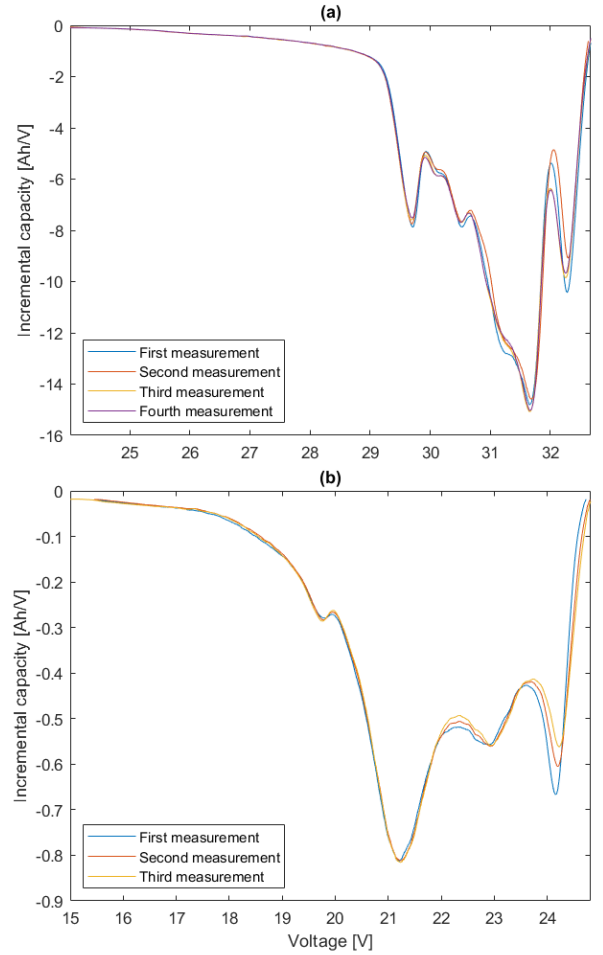 (a)
Incremental capacity [Ah/V]
0
-2
-4
-6
-8
-10
-12
-14
-16
25 26 27 28 29 30 31 32
First measurement
Second measurement
Third measurement
Fourth measurement
(b)
Incremental capacity [Ah/V]
0
-0.1
-0.2
-0.3
-0.4
-0.5
-0.6
-0.7
-0.8
-0.9
15 16 17 18 19 20 21 22 23 24
First measurement
Second measurement
Third measurement
Voltage [V]